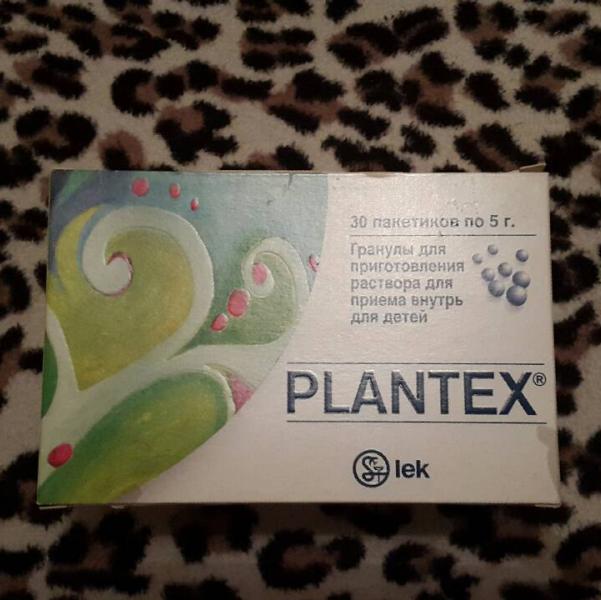 30 пакетиков по 5 г.
Гранулы для
приготовления
раствора для
приема внутрь
для детей
PLANTEX®
lek